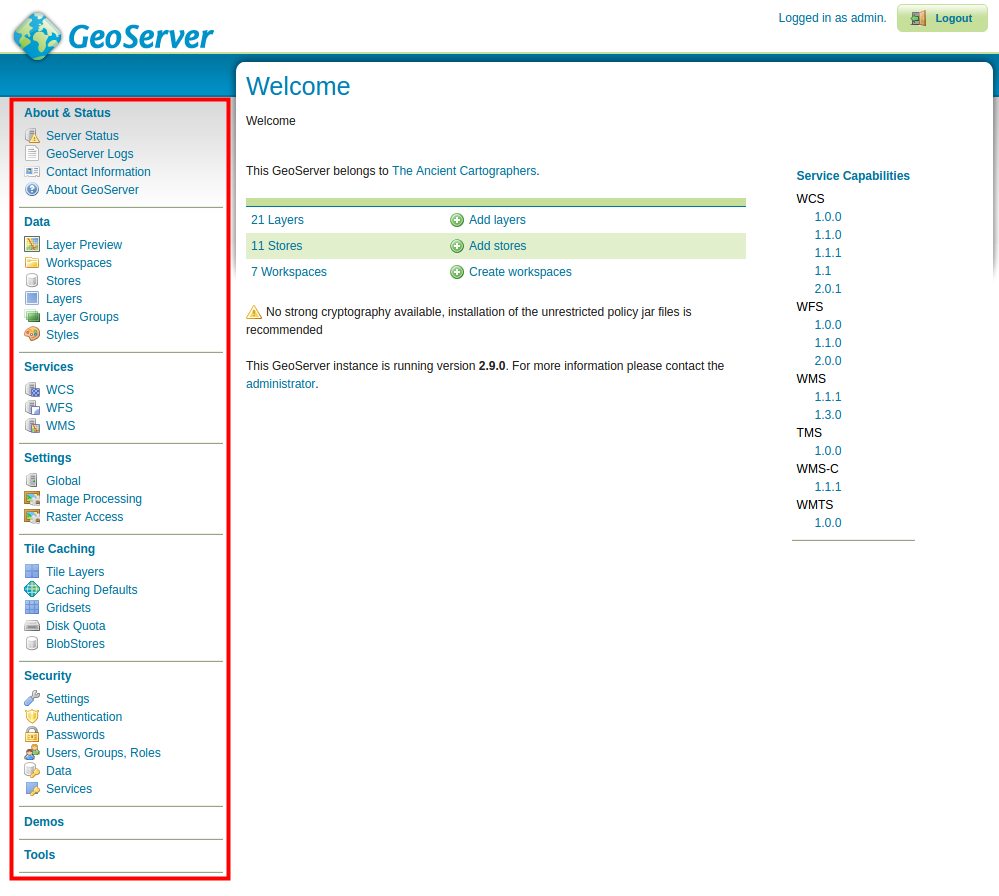 GeoServer
Logged in as admin.
Logout
About & Status
Server Status
GeoServer Logs
Contact Information
About GeoServer
Data
Layer Preview
Workspaces
Stores
Layers
Layer Groups
Styles
Services
WCS
WFS
WMS
Settings
Global
Image Processing
Raster Access
Tile Caching
Tile Layers
Caching Defaults
Gridsets
Disk Quota
BlobStores
Security
Settings
Authentication
Passwords
Users, Groups, Roles
Data
Services
Demos
Tools
Welcome
Welcome
This GeoServer belongs to The Ancient Cartographers.
21 Layers Add layers
11 Stores Add stores
7 Workspaces Create workspaces
No strong cryptography available, installation of the unrestricted policy jar files is
recommended
This GeoServer instance is running version 2.9.0. For more information please contact the
administrator.
Service Capabilities
WCS
1.0.0
1.1.0
1.1.1
1.1
2.0.1
WFS
1.0.0
1.1.0
2.0.0
WMS
1.1.1
1.3.0
TMS
1.0.0
WMS-C
1.1.1
WMTS
1.0.0